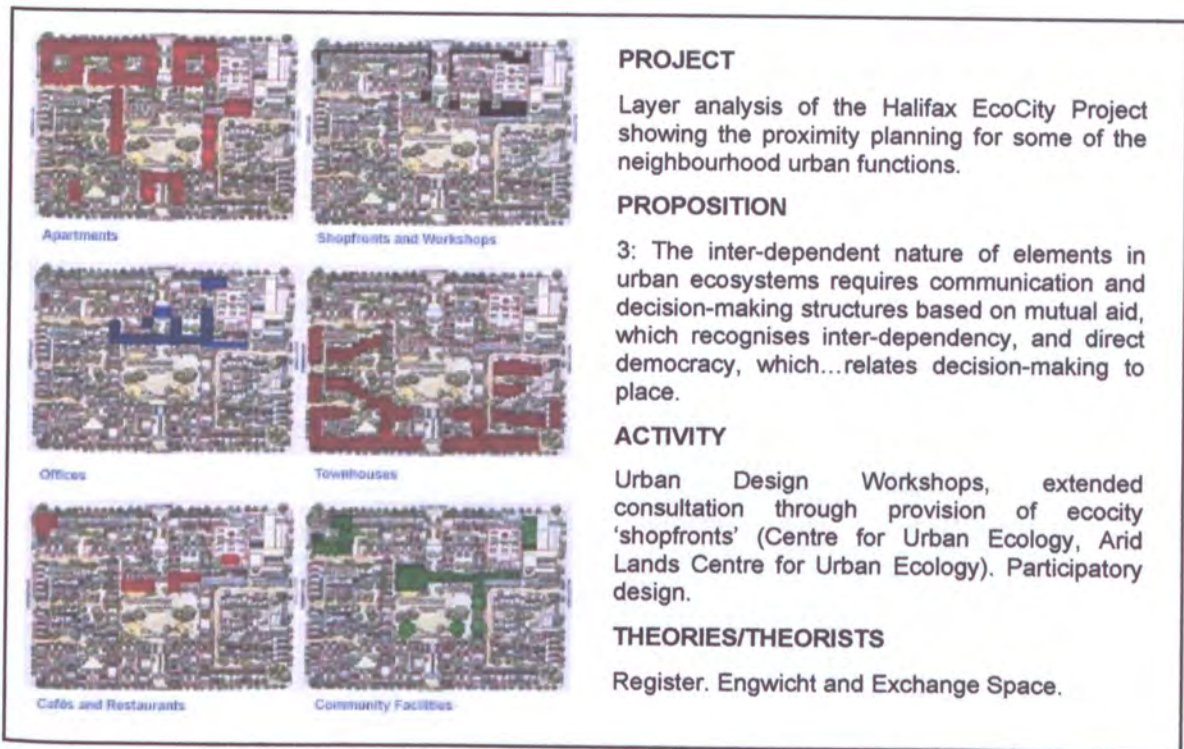 Apartments
Shopfronts and Workshops
Offices
Townhouses
Cafés and Restaurants
Community Facilities
PROJECT
Layer analysis of the Halifax EcoCity Project
showing the proximity planning for some of the
neighbourhood urban functions.
PROPOSITION
3: The inter-dependent nature of elements in
urban ecosystems requires communication and
decision-making structures based on mutual aid,
which recognises inter-dependency, and direct
democracy, which...relates decision-making to
place.
ACTIVITY
Urban Design Workshops, extended
consultation through provision of ecocity
‘shopfronts’ (Centre for Urban Ecology, Arid
Lands Centre for Urban Ecology). Participatory
design.
THEORIES/THEORISTS
Register. Engwicht and Exchange Space.